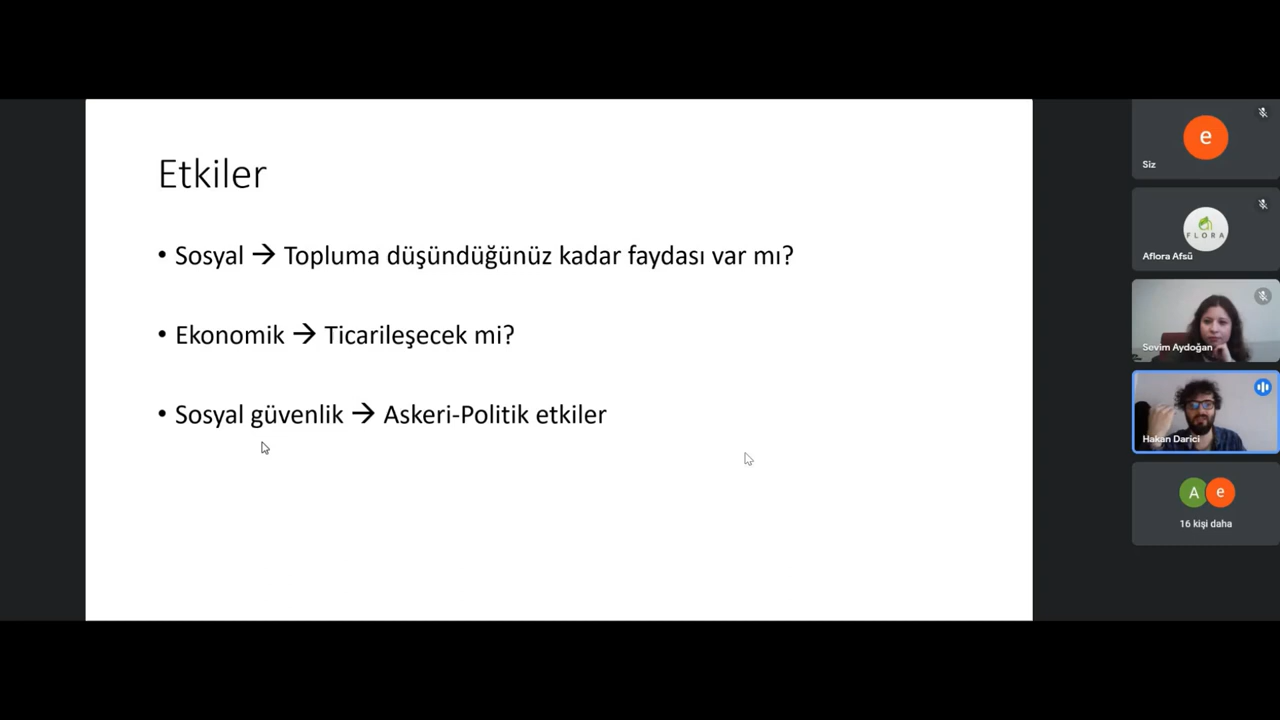 Etkiler
• Sosyal → Topluma düşündüğünüz kadar faydası var mı?
• Ekonomik → Ticarileşecek mi?
• Sosyal güvenlik → Askeri-Politik etkiler
e
Siz
FLORA
Aflora Afsü
Sevim Aydoğan
Hakan Darici
A e
16 kişi daha